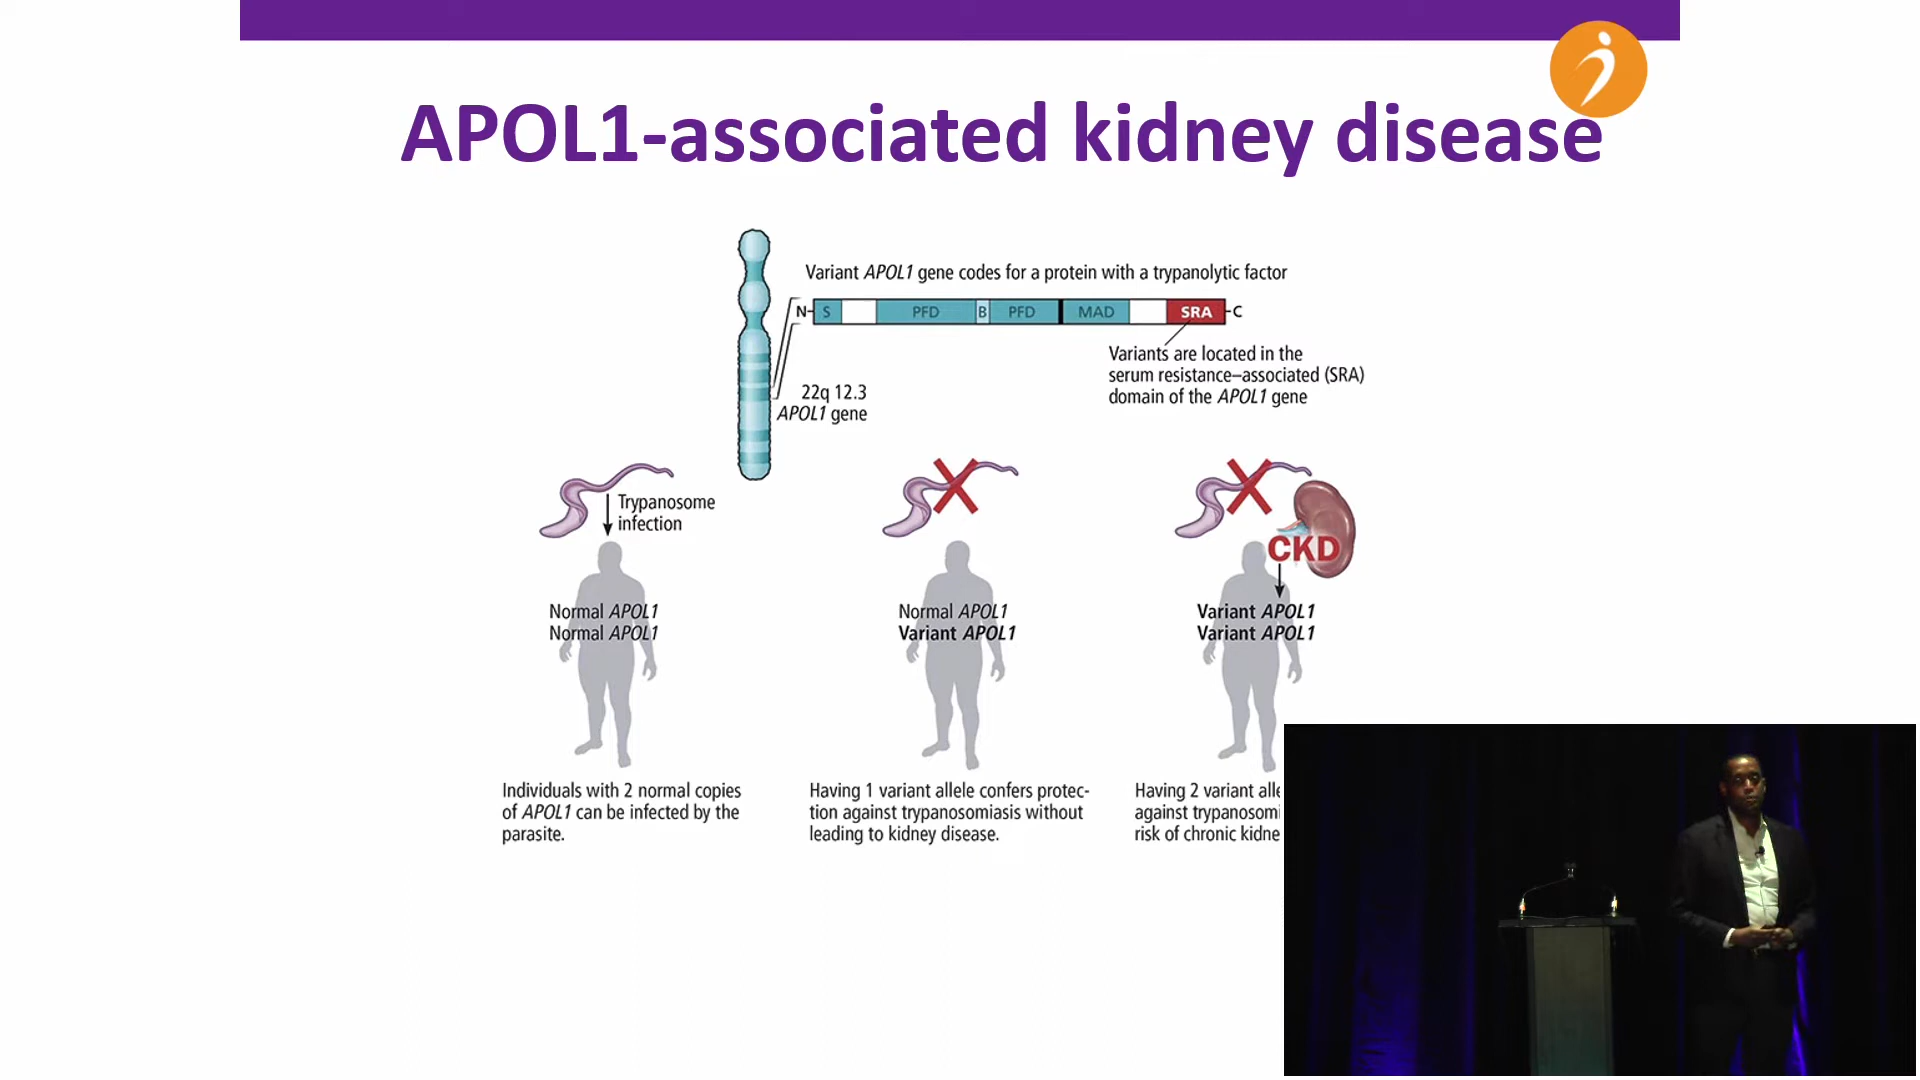 APOL1-associated kidney disease
Variant APOL1 gene codes for a protein with a trypanolytic factor
N S PFD B PFD MAD SRA C
Variants are located in the
serum resistance–associated (SRA)
domain of the APOL1 gene
22q 12.3
APOL1 gene
Trypanosome
infection
CKD
Normal APOL1
Normal APOL1
Normal APOL1
Variant APOL1
Variant APOL1
Variant APOL1
Individuals with 2 normal copies
of APOL1 can be infected by the
parasite.
Having 1 variant allele confers protec-
tion against trypanosomiasis without
leading to kidney disease.
Having 2 variant
against
risk of chronic